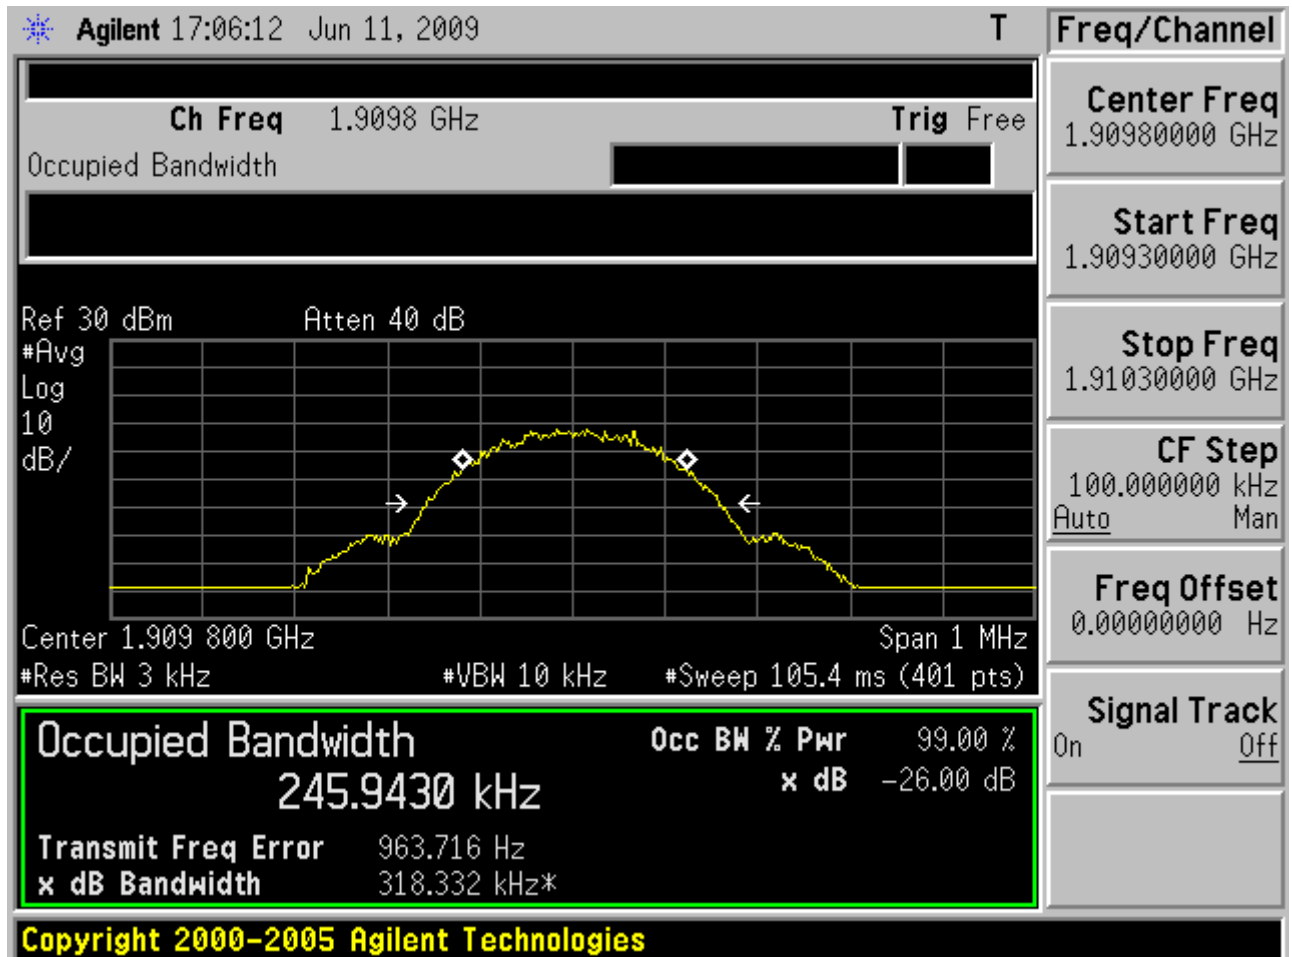 Agilent 17:06:12 Jun 11, 2009 T
Freq/Channel
Ch Freq 1.9098 GHz Trig Free
Occupied Bandwidth
Center Freq
1.90980000 GHz
Start Freq
1.90930000 GHz
Stop Freq
1.91030000 GHz
CF Step
100.000000 kHz
Auto Man
Freq Offset
0.00000000 Hz
Signal Track
On Off
Ref 30 dBm Atten 40 dB
#Avg
Log
10
dB/
Center 1.909 800 GHz Span 1 MHz
#Res BW 3 kHz #VBW 10 kHz #Sweep 105.4 ms (401 pts)
Occupied Bandwidth
245.9430 kHz
Occ BW % Pwr 99.00 %
x dB -26.00 dB
Transmit Freq Error 963.716 Hz
x dB Bandwidth 318.332 kHz*
Copyright 2000-2005 Agilent Technologies